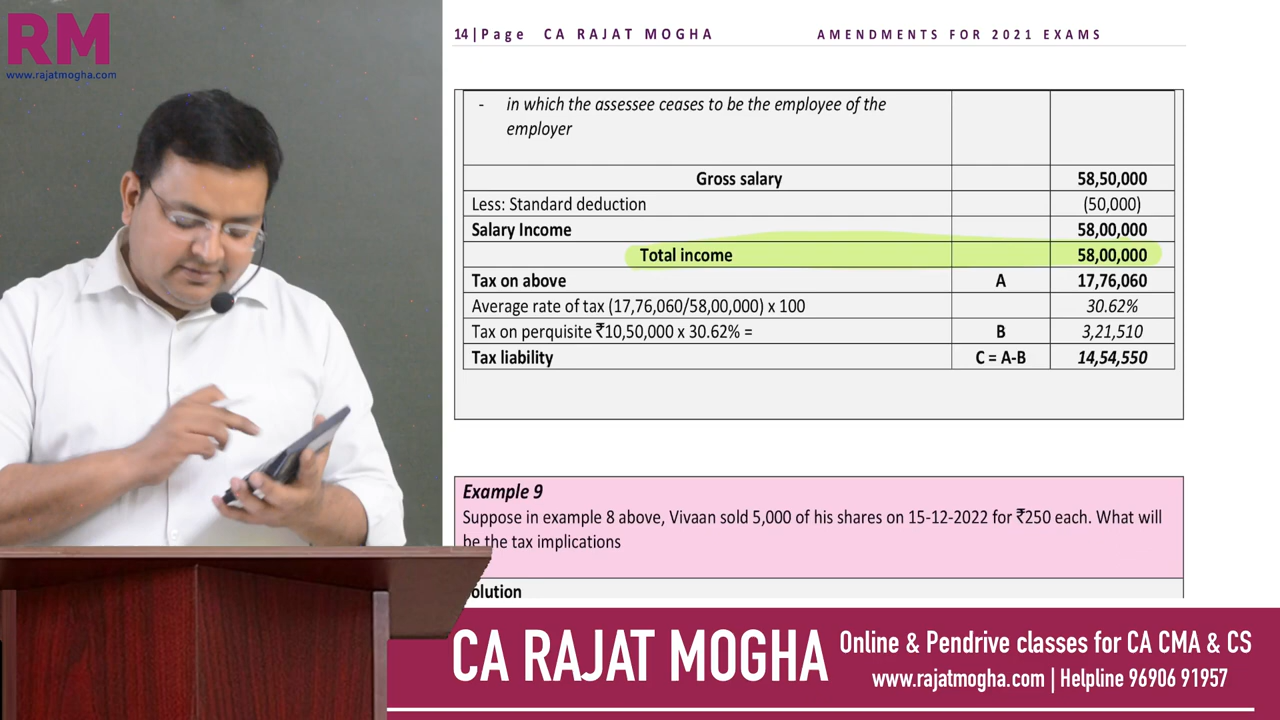 RM
www.rajatmogha.com
14|Page CA RAJAT MOGHA AMENDMENTS FOR 2021 EXAMS
- in which the assessee ceases to be the employee of the
employer
Gross salary 58,50,000
Less: Standard deduction (50,000)
Salary Income 58,00,000
Total income 58,00,000
Tax on above A 17,76,060
Average rate of tax (17,76,060/58,00,000) x 100 30.62%
Tax on perquisite ₹10,50,000 x 30.62% = B 3,21,510
Tax liability C = A-B 14,54,550
Example 9
Suppose in example 8 above, Vivaan sold 5,000 of his shares on 15-12-2022 for ₹250 each. What will
be the tax implications
olution
CA RAJAT MOGHA
Online & Pendrive classes for CA CMA & CS
www.rajatmogha.com | Helpline 96906 91957